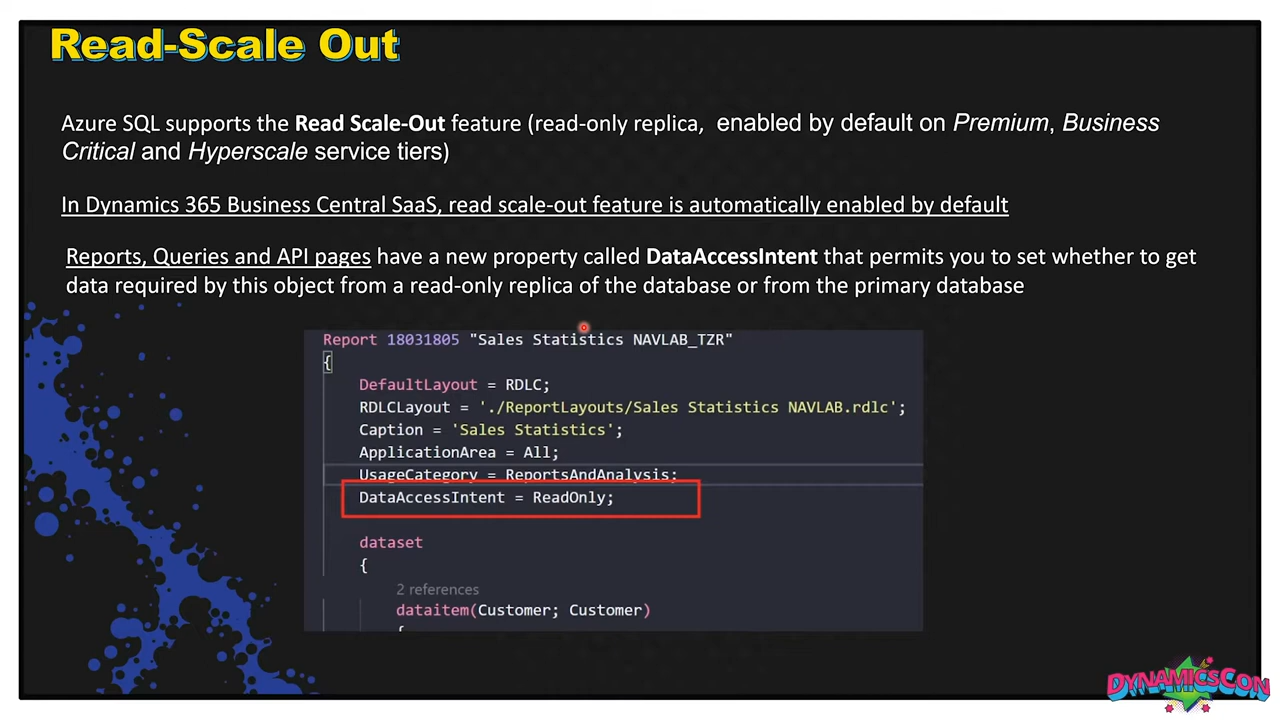 Read-Scale Out
Azure SQL supports the Read Scale-Out feature (read-only replica, enabled by default on Premium, Business
Critical and Hyperscale service tiers)
In Dynamics 365 Business Central SaaS, read scale-out feature is automatically enabled by default
Reports, Queries and API pages have a new property called DataAccessIntent that permits you to set whether to get
data required by this object from a read-only replica of the database or from the primary database
Report 18031805 "Sales Statistics NAVLAB_TZR"
{
DefaultLayout = RDLC;
RDLCLayout = './ReportLayouts/Sales Statistics NAVLAB.rdlc';
Caption = 'Sales Statistics';
ApplicationArea = All;
UsageCategory = ReportsAndAnalysis;
DataAccessIntent = ReadOnly;
dataset
{
2 references
dataitem(Customer; Customer)
{
DYNAMICSCON